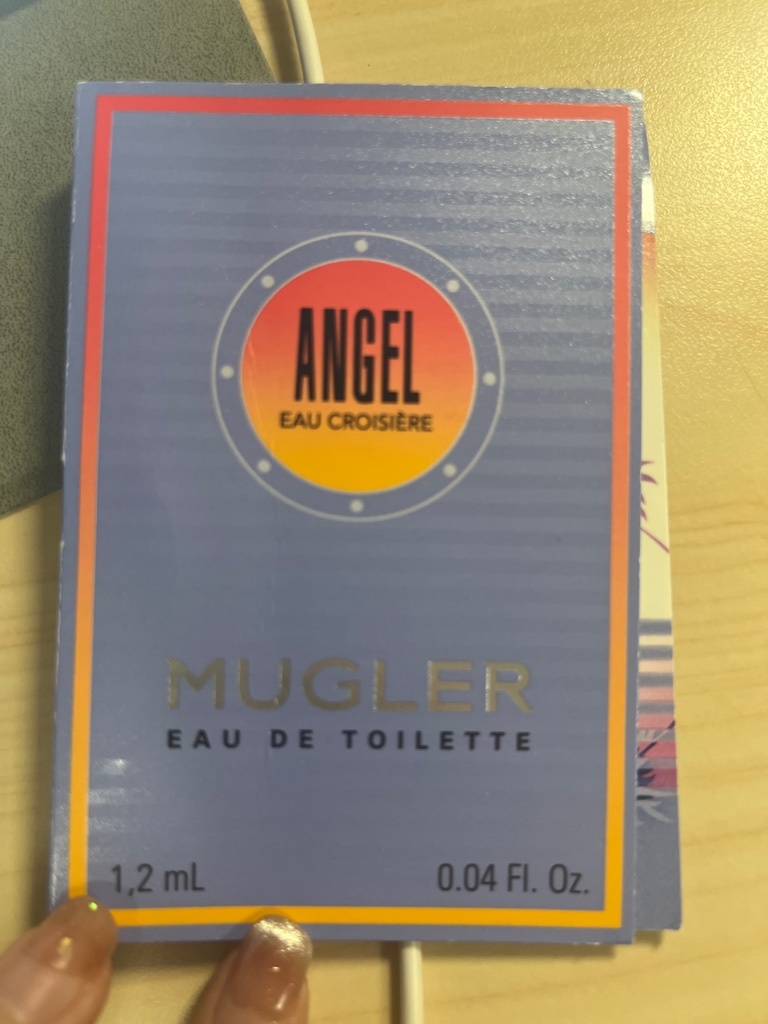 ANGEL
EAU CROISIÈRE
MUGLER
EAU DE TOILETTE
1,2 mL 0.04 Fl. Oz.